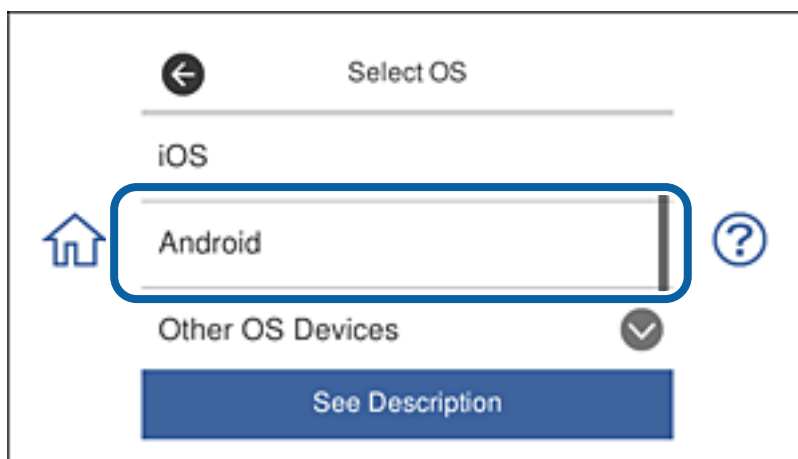 Select OS
iOS
Android
Other OS Devices
See Description